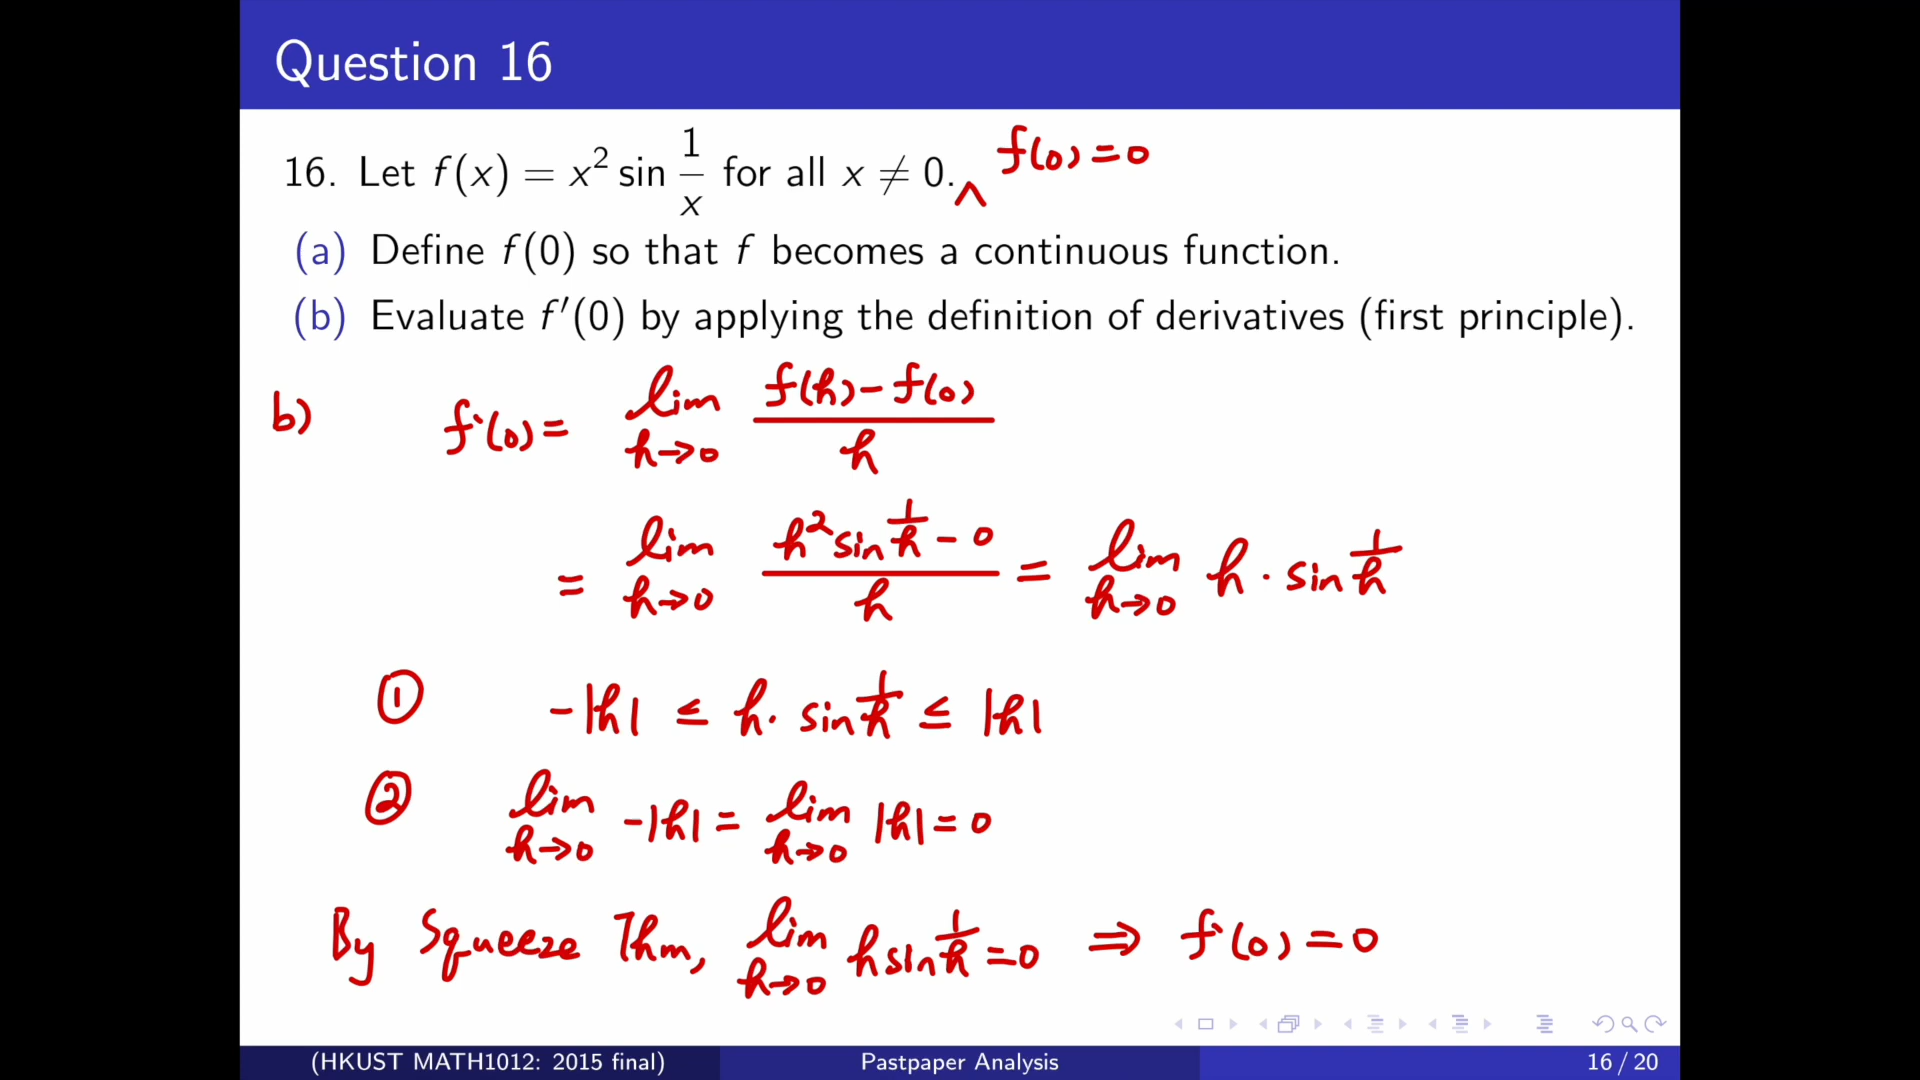 Question 16
16. Let f(x) = x² sin 1/x for all x ≠ 0. ^ f(0) = 0
(a) Define f(0) so that f becomes a continuous function.
(b) Evaluate f′(0) by applying the definition of derivatives (first principle).
b) f'(0) = lim h→0 (f(h) - f(0))/h
= lim h→0 (h² sin 1/h - 0)/h = lim h→0 h · sin 1/h
① -|h| ≤ h · sin 1/h ≤ |h|
② lim h→0 -|h| = lim h→0 |h| = 0
By Squeeze Thm, lim h→0 h sin 1/h = 0 ⇒ f'(0) = 0
(HKUST MATH1012: 2015 final) Pastpaper Analysis 16 / 20